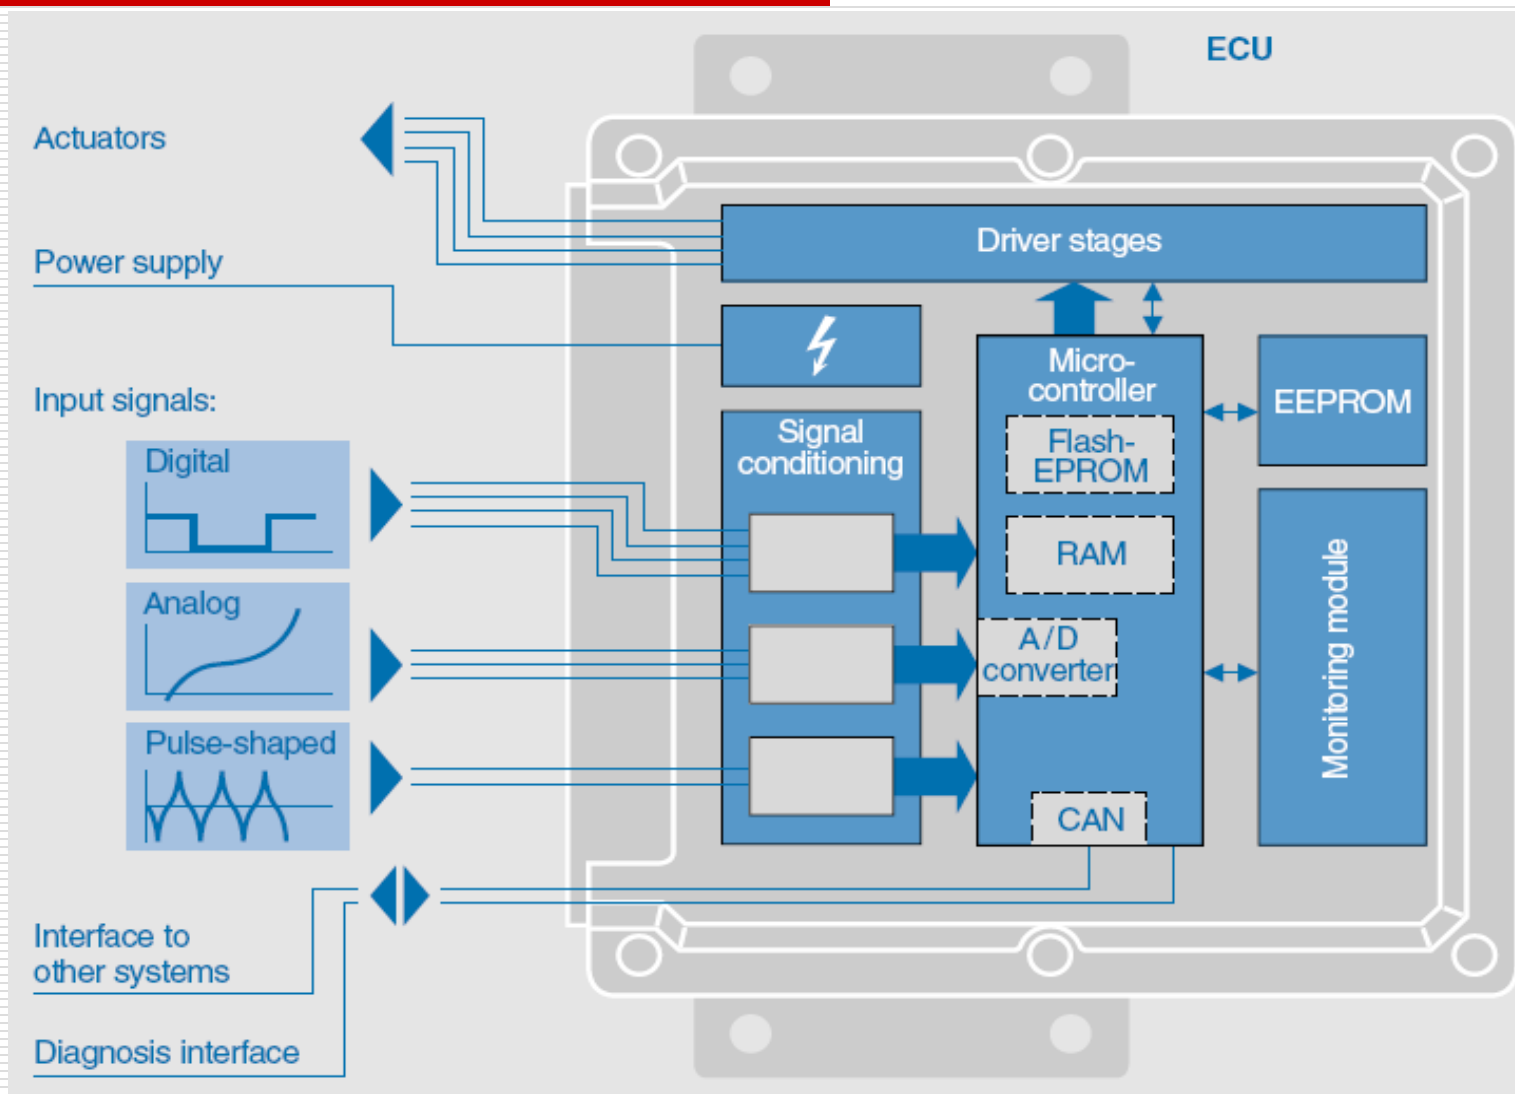 ECU
Actuators
Power supply
Input signals:
Digital
Analog
Pulse-shaped
Interface to
other systems
Diagnosis interface
Driver stages
Signal
conditioning
Micro-
controller
Flash-
EPROM
RAM
A/D
converter
CAN
EEPROM
Monitoring module